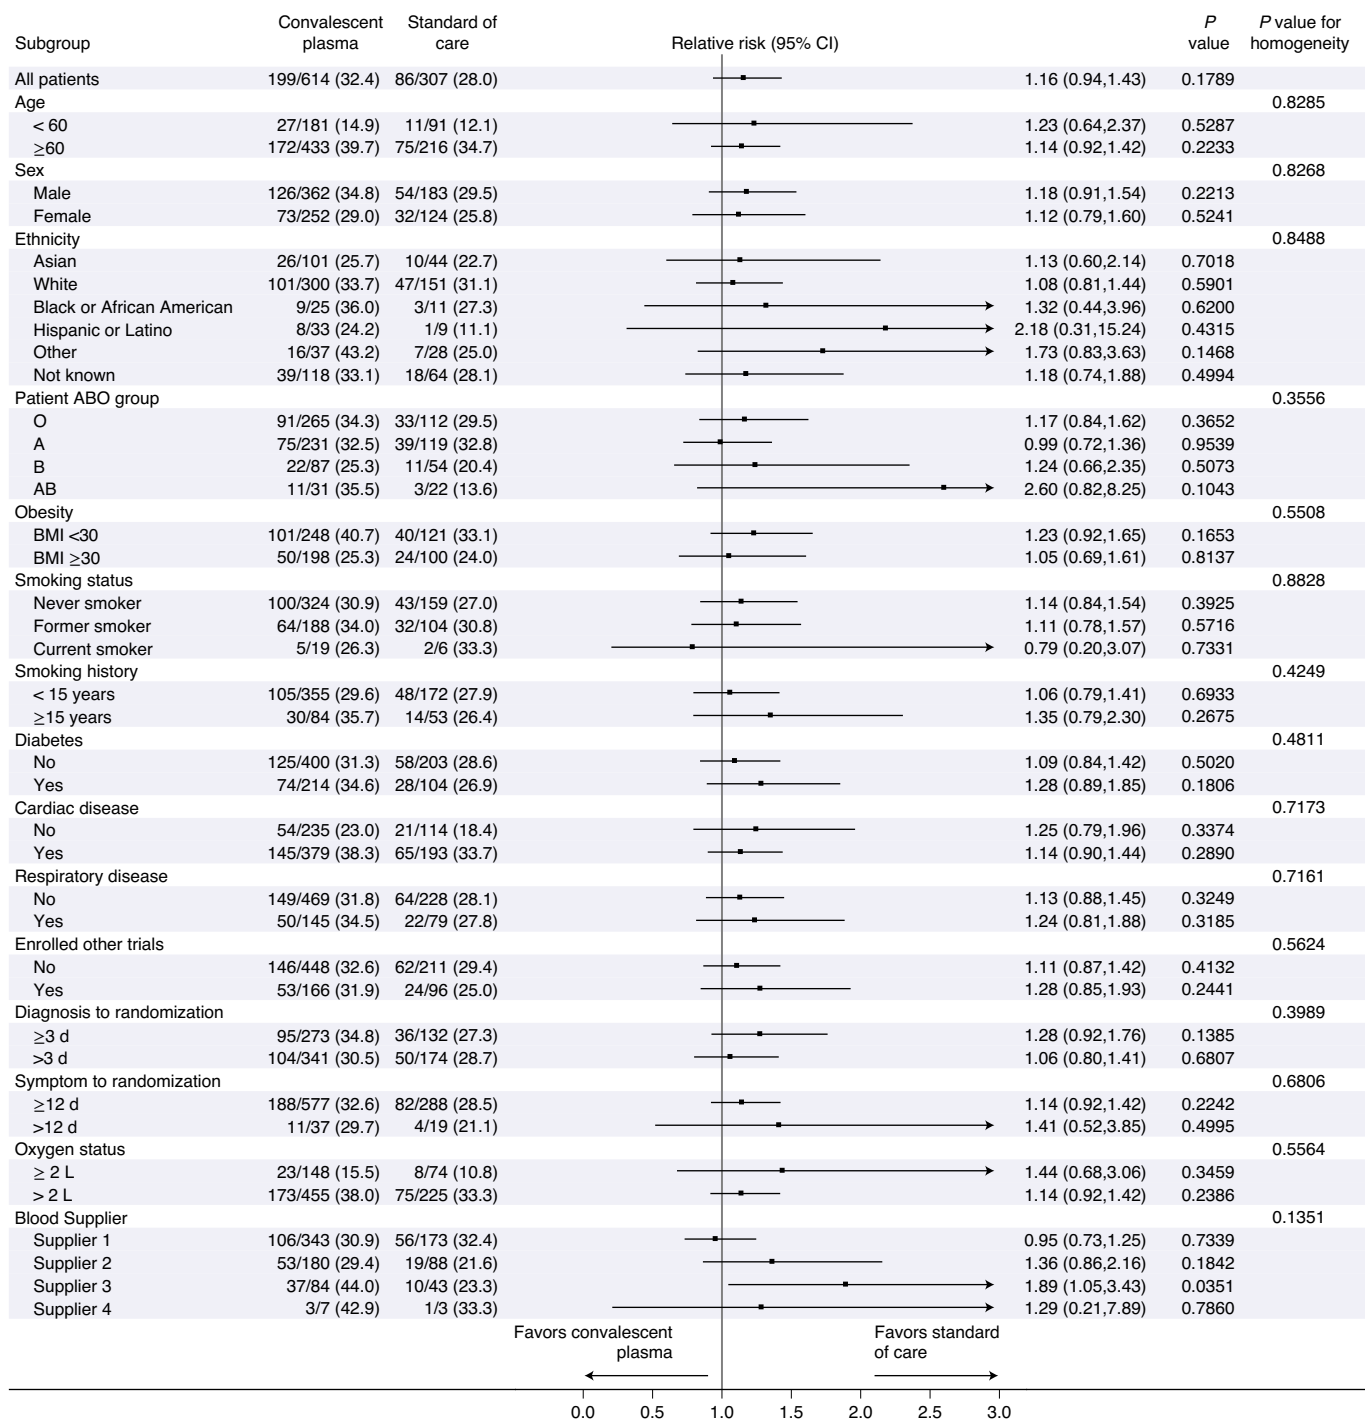 Subgroup Convalescent plasma Standard of care Relative risk (95% CI) P value P value for homogeneity
All patients 199/614 (32.4) 86/307 (28.0) 1.16 (0.94,1.43) 0.1789
Age 0.8285
< 60 27/181 (14.9) 11/91 (12.1) 1.23 (0.64,2.37) 0.5287
≥60 172/433 (39.7) 75/216 (34.7) 1.14 (0.92,1.42) 0.2233
Sex 0.8268
Male 126/362 (34.8) 54/183 (29.5) 1.18 (0.91,1.54) 0.2213
Female 73/252 (29.0) 32/124 (25.8) 1.12 (0.79,1.60) 0.5241
Ethnicity 0.8488
Asian 26/101 (25.7) 10/44 (22.7) 1.13 (0.60,2.14) 0.7018
White 101/300 (33.7) 47/151 (31.1) 1.08 (0.81,1.44) 0.5901
Black or African American 9/25 (36.0) 3/11 (27.3) 1.32 (0.44,3.96) 0.6200
Hispanic or Latino 8/33 (24.2) 1/9 (11.1) 2.18 (0.31,15.24) 0.4315
Other 16/37 (43.2) 7/28 (25.0) 1.73 (0.83,3.63) 0.1468
Not known 39/118 (33.1) 18/64 (28.1) 1.18 (0.74,1.88) 0.4994
Patient ABO group 0.3556
O 91/265 (34.3) 33/112 (29.5) 1.17 (0.84,1.62) 0.3652
A 75/231 (32.5) 39/119 (32.8) 0.99 (0.72,1.36) 0.9539
B 22/87 (25.3) 11/54 (20.4) 1.24 (0.66,2.35) 0.5073
AB 11/31 (35.5) 3/22 (13.6) 2.60 (0.82,8.25) 0.1043
Obesity 0.5508
BMI <30 101/248 (40.7) 40/121 (33.1) 1.23 (0.92,1.65) 0.1653
BMI ≥30 50/198 (25.3) 24/100 (24.0) 1.05 (0.69,1.61) 0.8137
Smoking status 0.8828
Never smoker 100/324 (30.9) 43/159 (27.0) 1.14 (0.84,1.54) 0.3925
Former smoker 64/188 (34.0) 32/104 (30.8) 1.11 (0.78,1.57) 0.5716
Current smoker 5/19 (26.3) 2/6 (33.3) 0.79 (0.20,3.07) 0.7331
Smoking history 0.4249
< 15 years 105/355 (29.6) 48/172 (27.9) 1.06 (0.79,1.41) 0.6933
≥15 years 30/84 (35.7) 14/53 (26.4) 1.35 (0.79,2.30) 0.2675
Diabetes 0.4811
No 125/400 (31.3) 58/203 (28.6) 1.09 (0.84,1.42) 0.5020
Yes 74/214 (34.6) 28/104 (26.9) 1.28 (0.89,1.85) 0.1806
Cardiac disease 0.7173
No 54/235 (23.0) 21/114 (18.4) 1.25 (0.79,1.96) 0.3374
Yes 145/379 (38.3) 65/193 (33.7) 1.14 (0.90,1.44) 0.2890
Respiratory disease 0.7161
No 149/469 (31.8) 64/228 (28.1) 1.13 (0.88,1.45) 0.3249
Yes 50/145 (34.5) 22/79 (27.8) 1.24 (0.81,1.88) 0.3185
Enrolled other trials 0.5624
No 146/448 (32.6) 62/211 (29.4) 1.11 (0.87,1.42) 0.4132
Yes 53/166 (31.9) 24/96 (25.0) 1.28 (0.85,1.93) 0.2441
Diagnosis to randomization 0.3989
≥3 d 95/273 (34.8) 36/132 (27.3) 1.28 (0.92,1.76) 0.1385
>3 d 104/341 (30.5) 50/174 (28.7) 1.06 (0.80,1.41) 0.6807
Symptom to randomization 0.6806
≥12 d 188/577 (32.6) 82/288 (28.5) 1.14 (0.92,1.42) 0.2242
>12 d 11/37 (29.7) 4/19 (21.1) 1.41 (0.52,3.85) 0.4995
Oxygen status 0.5564
≥ 2 L 23/148 (15.5) 8/74 (10.8) 1.44 (0.68,3.06) 0.3459
> 2 L 173/455 (38.0) 75/225 (33.3) 1.14 (0.92,1.42) 0.2386
Blood Supplier 0.1351
Supplier 1 106/343 (30.9) 56/173 (32.4) 0.95 (0.73,1.25) 0.7339
Supplier 2 53/180 (29.4) 19/88 (21.6) 1.36 (0.86,2.16) 0.1842
Supplier 3 37/84 (44.0) 10/43 (23.3) 1.89 (1.05,3.43) 0.0351
Supplier 4 3/7 (42.9) 1/3 (33.3) 1.29 (0.21,7.89) 0.7860
Favors convalescent plasma Favors standard of care
0.0 0.5 1.0 1.5 2.0 2.5 3.0